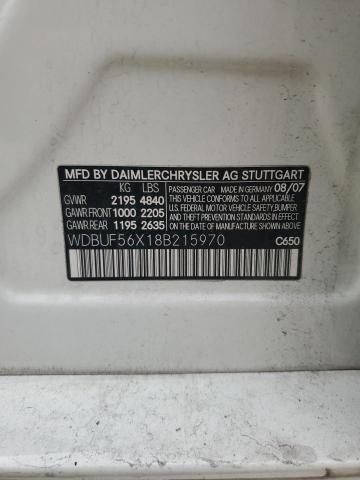 MFD BY DAIMLERCHRYSLER AG STUTTGART
KG LBS PASSENGER CAR MADE IN GERMANY 08/07
GVWR 2195 4840 THIS VEHICLE CONFORMS TO ALL APPLICABLE
GAWR FRONT 1000 2205 U.S. FEDERAL MOTOR VEHICLE SAFETY, BUMPER,
GAWR REAR 1195 2635 AND THEFT PREVENTION STANDARDS IN EFFECT
ON THE DATE OF MANUFACTURE SHOWN ABOVE.
WDBUF56X18B215970 C650